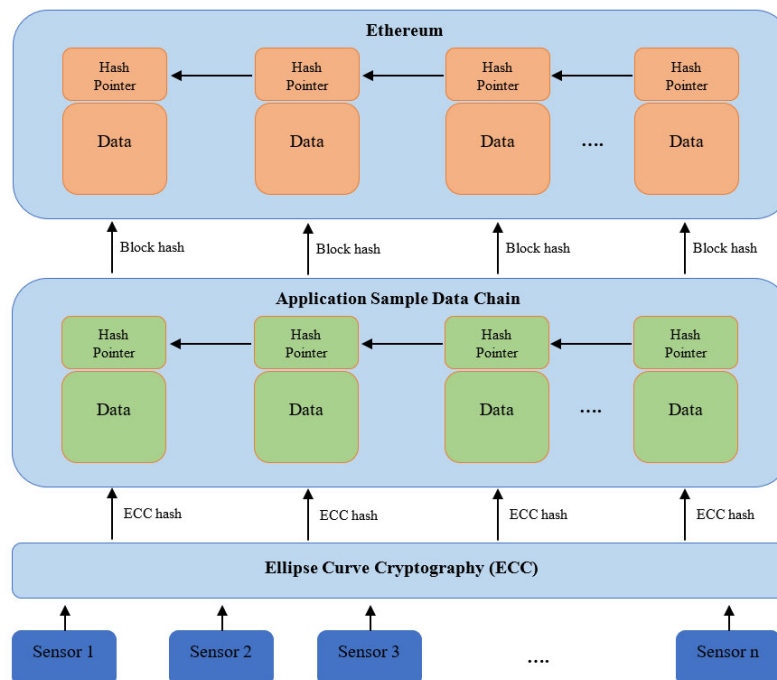 Ethereum
Hash
Pointer
Hash
Pointer
Hash
Pointer
Hash
Pointer
Data
Data
Data
....
Data
Block hash
Block hash
Block hash
Block hash
Application Sample Data Chain
Hash
Pointer
Hash
Pointer
Hash
Pointer
Hash
Pointer
Data
Data
Data
....
Data
ECC hash
ECC hash
ECC hash
ECC hash
Ellipse Curve Cryptography (ECC)
Sensor 1
Sensor 2
Sensor 3
....
Sensor n